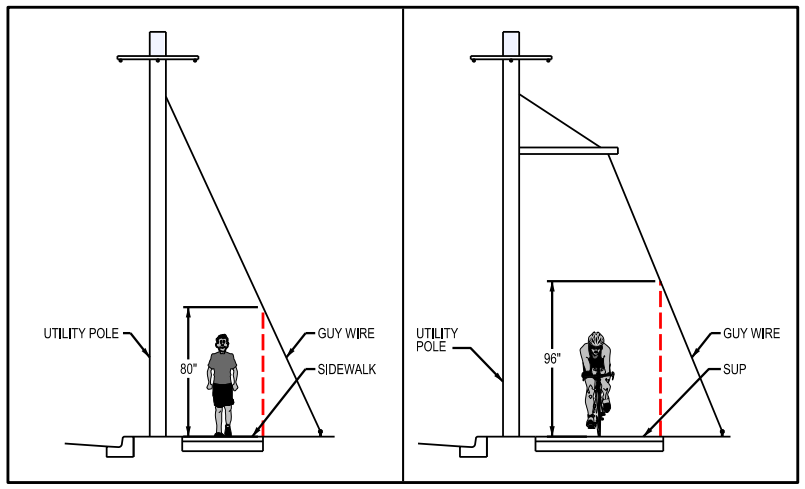 UTILITY POLE
80"
GUY WIRE
SIDEWALK
UTILITY
POLE
96"
GUY WIRE
SUP